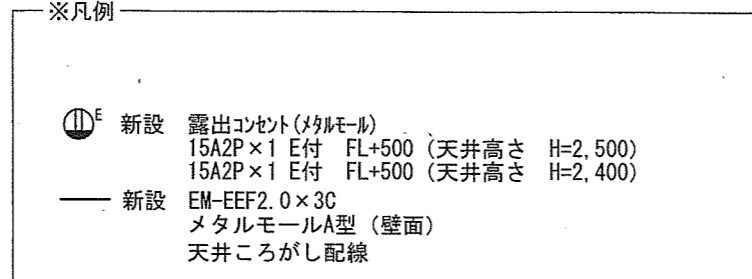 ※凡例
E 新設 露出コンセント(メタルモール)
15A2P×1 E付 FL+500 (天井高さ H=2,500)
15A2P×1 E付 FL+500 (天井高さ H=2,400)
新設 EM-EEF2.0×3C
メタルモールA型 (壁面)
天井ころがし配線